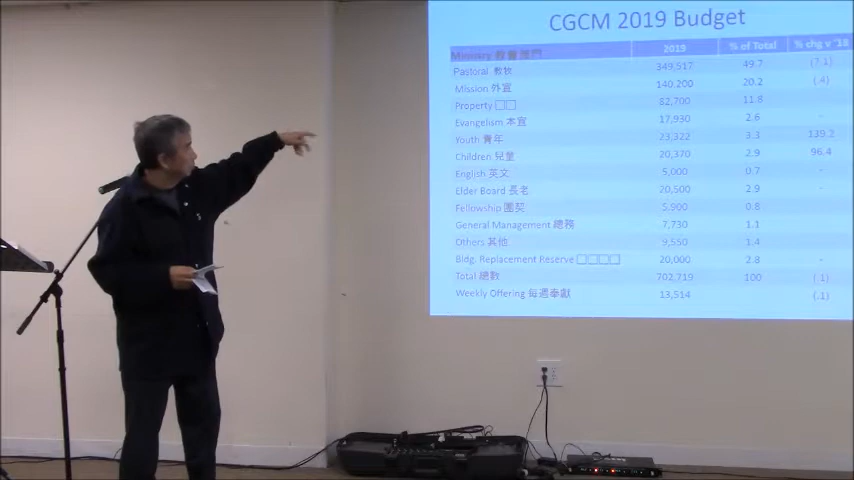 CGCM 2019 Budget
Ministry 教會部門 2019 % of Total % chg v '18
Pastoral 教牧 349,517 49.7 (7.1)
Mission 外宣 140,200 20.2 (.4)
Property □□ 82,700 11.8
Evangelism 本宣 17,930 2.6 -
Youth 青年 23,322 3.3 139.2
Children 兒童 20,370 2.9 96.4
English 英文 5,000 0.7 -
Elder Board 長老 20,500 2.9 -
Fellowship 團契 5,900 0.8
General Management 總務 7,730 1.1
Others 其他 9,550 1.4
Bldg. Replacement Reserve □□□□ 20,000 2.8 -
Total 總數 702,719 100 (.1)
Weekly Offering 每週奉獻 13,514 (.1)